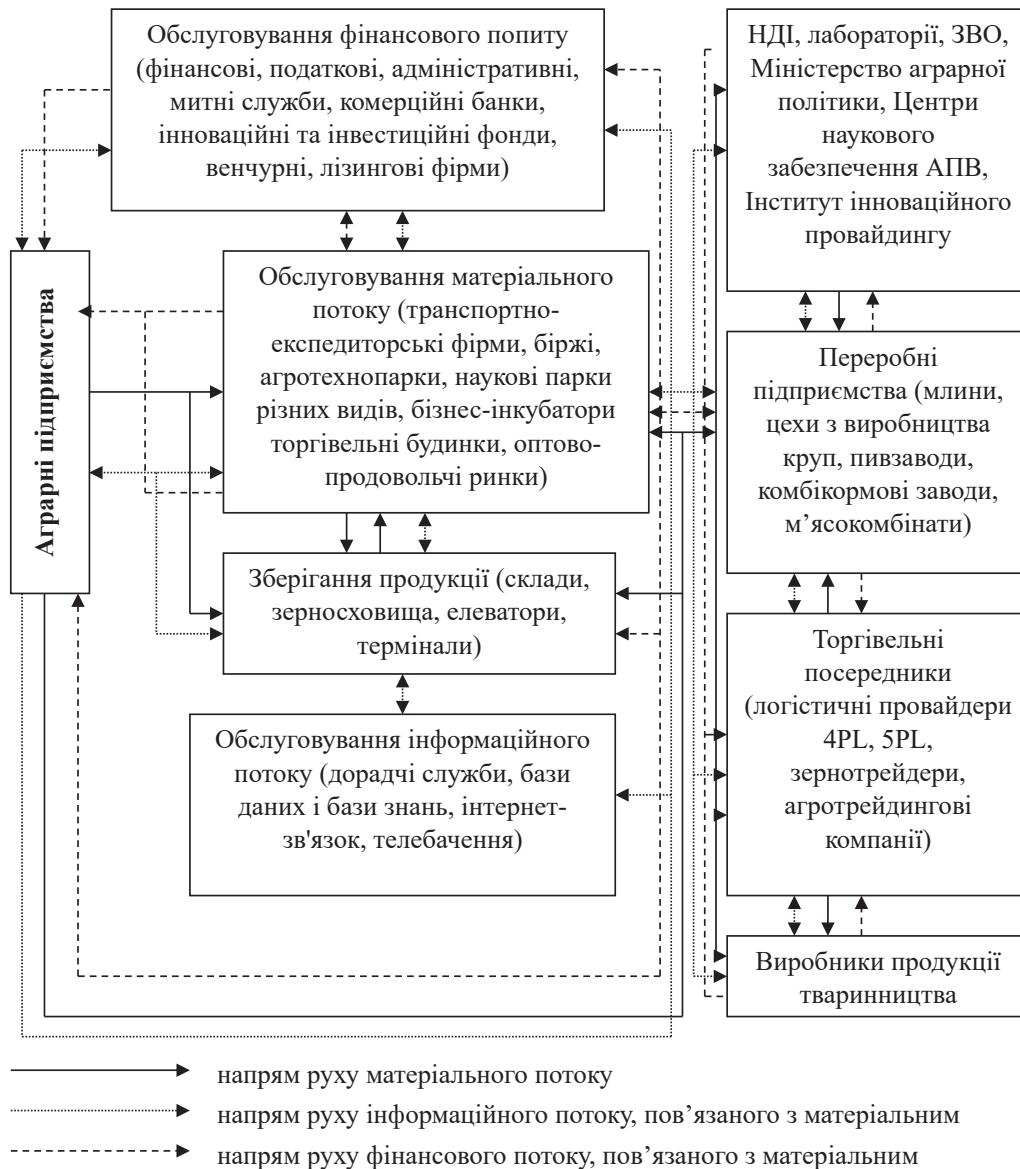 Обслуговування фінансового попиту
(фінансові, податкові, адміністративні,
митні служби, комерційні банки,
інноваційні та інвестиційні фонди,
венчурні, лізингові фірми)
Аграрні підприємства
Обслуговування матеріального
потоку (транспортно-
експедиторські фірми, біржі,
агротехнопарки, наукові парки
різних видів, бізнес-інкубатори
торгівельні будинки, оптово-
продовольчі ринки)
Зберігання продукції (склади,
зерносховища, елеватори,
термінали)
Обслуговування інформаційного
потоку (дорадчі служби, бази
даних і бази знань, інтернет-
зв'язок, телебачення)
НДІ, лабораторії, ЗВО,
Міністерство аграрної
політики, Центри
наукового
забезпечення АПВ,
Інститут інноваційного
провайдингу
Переробні
підприємства (млини,
цехи з виробництва
круп, пивзаводи,
комбікормові заводи,
м’ясокомбінати)
Торгівельні
посередники
(логістичні провайдери
4PL, 5PL,
зернотрейдери,
агротрейдингові
компанії)
Виробники продукції
тваринництва
напрям руху матеріального потоку
напрям руху інформаційного потоку, пов’язаного з матеріальним
напрям руху фінансового потоку, пов’язаного з матеріальним